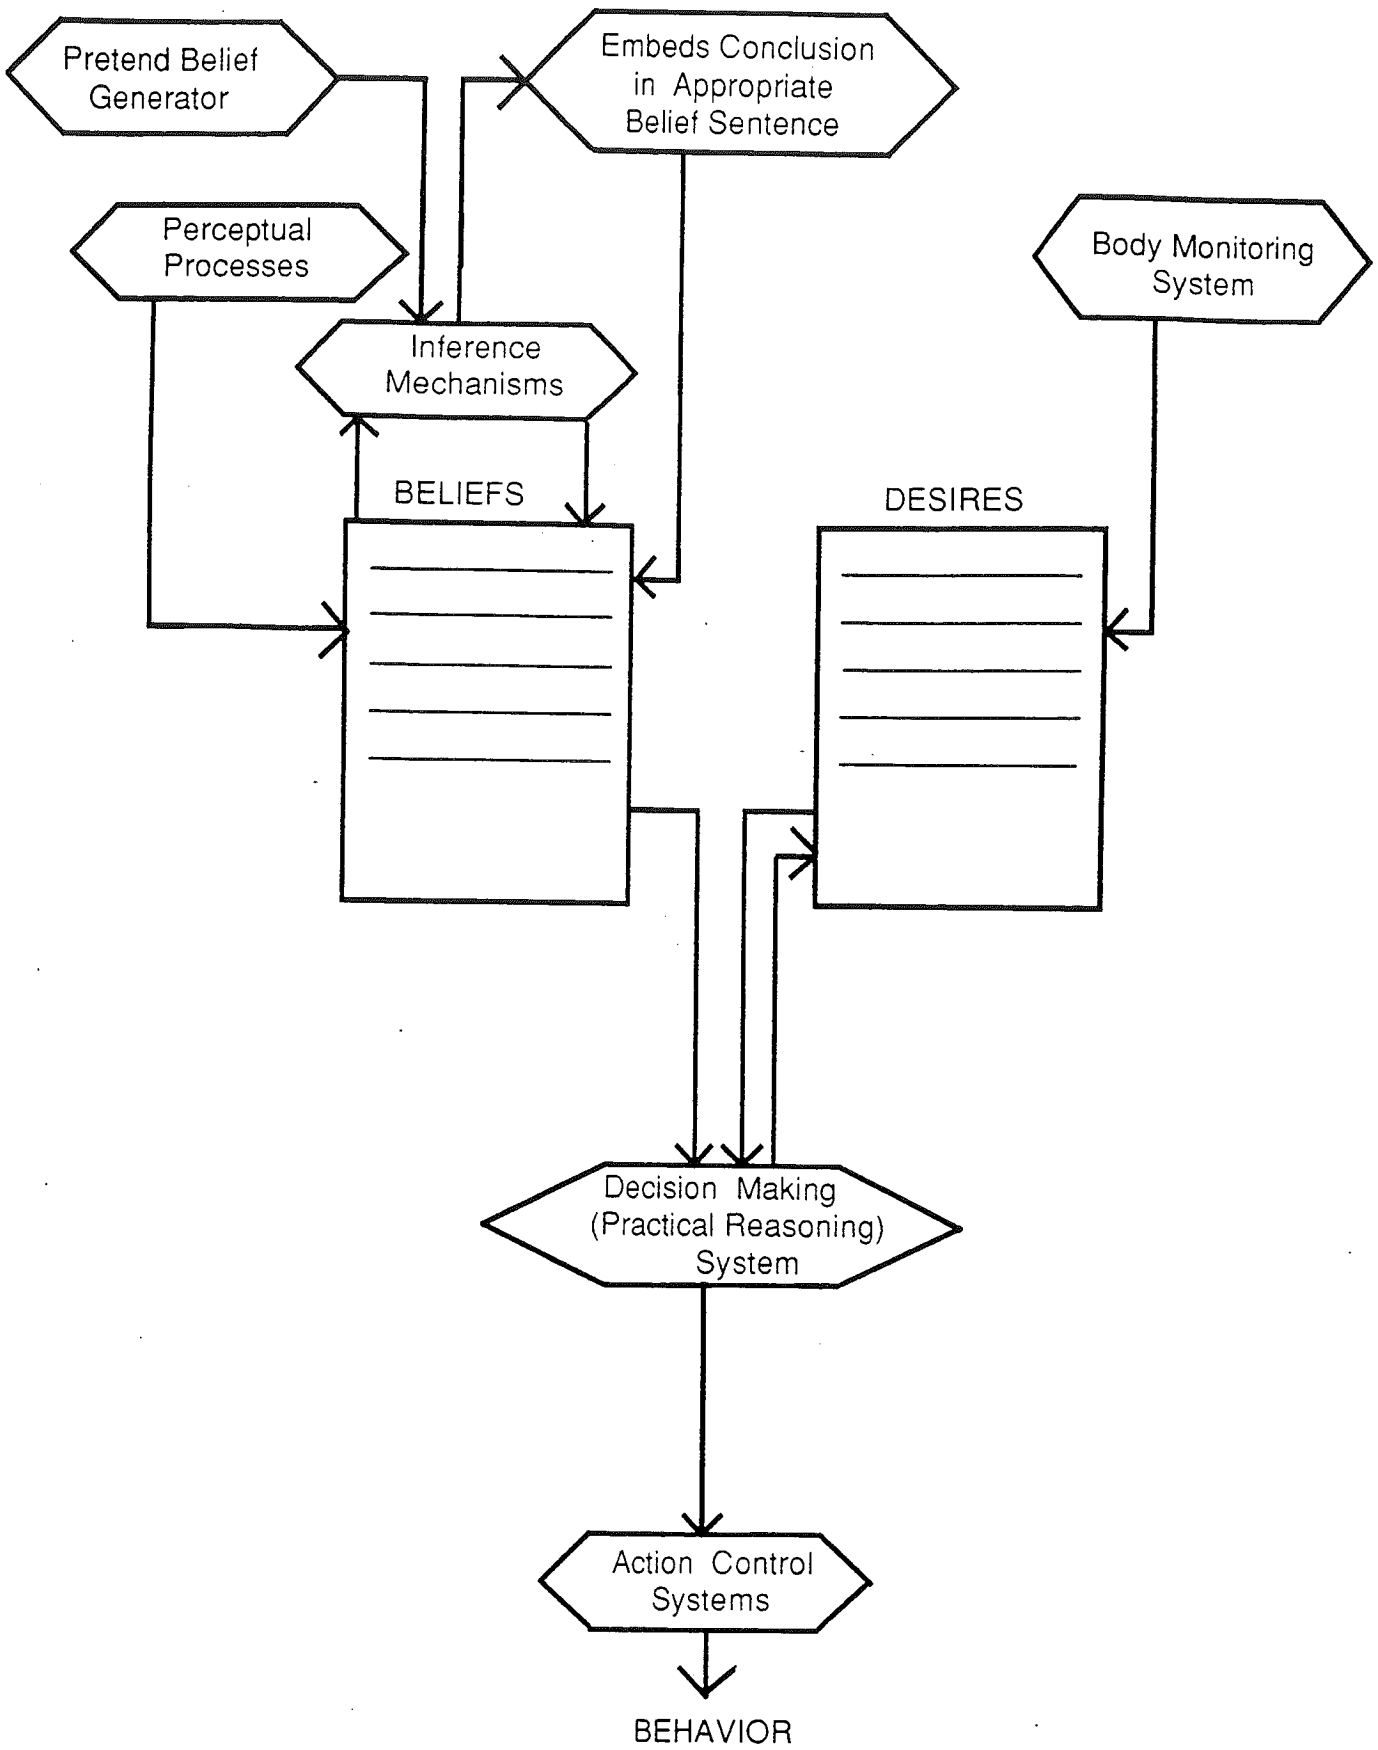 Pretend Belief
Generator
Embeds Conclusion
in Appropriate
Belief Sentence
Perceptual
Processes
Body Monitoring
System
Inference
Mechanisms
BELIEFS
DESIRES
Decision Making
(Practical Reasoning)
System
Action Control
Systems
BEHAVIOR